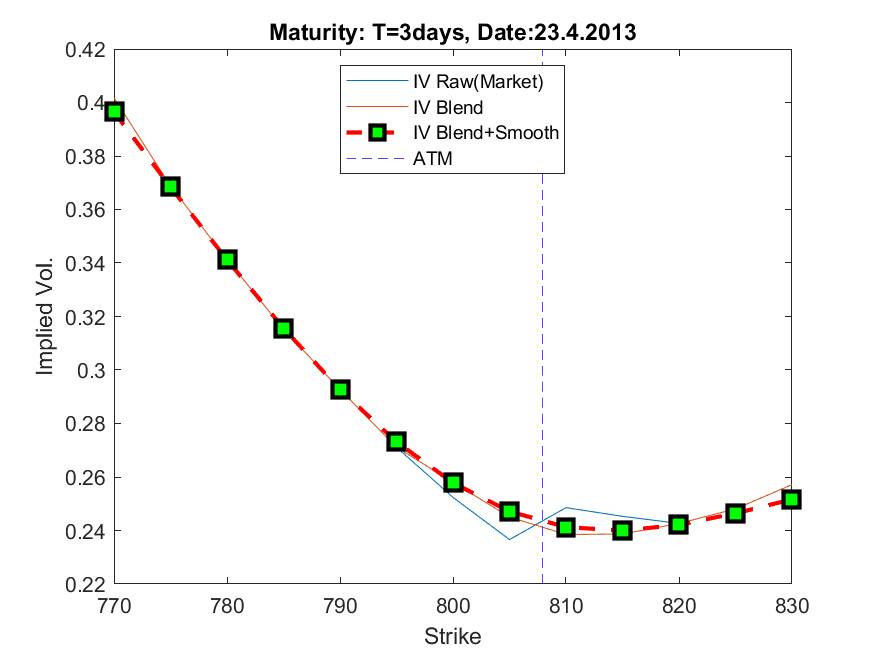 Maturity: T=3days, Date:23.4.2013
0.42
0.4
0.38
0.36
0.34
0.32
0.3
0.28
0.26
0.24
0.22
Implied Vol.
IV Raw(Market)
IV Blend
IV Blend+Smooth
ATM
770 780 790 800 810 820 830
Strike